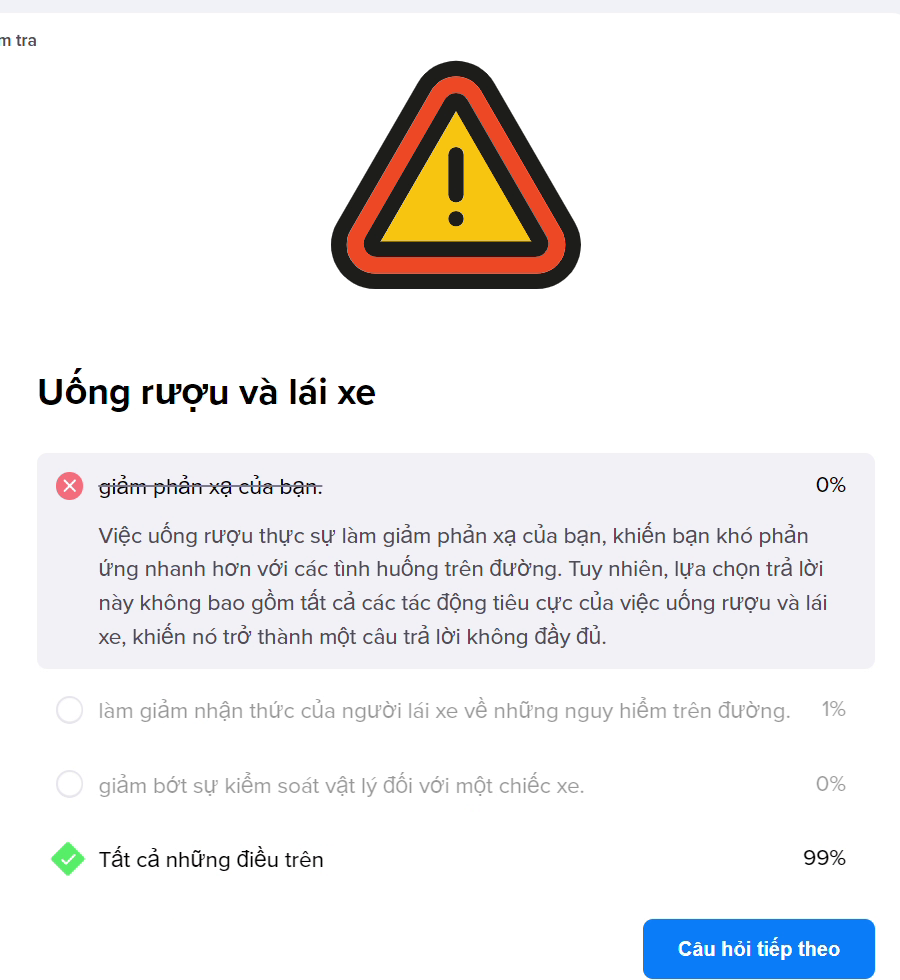 m tra
Uống rượu và lái xe
giảm phản xạ của bạn. 0%
Việc uống rượu thực sự làm giảm phản xạ của bạn, khiến bạn khó phản
ứng nhanh hơn với các tình huống trên đường. Tuy nhiên, lựa chọn trả lời
này không bao gồm tất cả các tác động tiêu cực của việc uống rượu và lái
xe, khiến nó trở thành một câu trả lời không đầy đủ.
làm giảm nhận thức của người lái xe về những nguy hiểm trên đường. 1%
giảm bớt sự kiểm soát vật lý đối với một chiếc xe. 0%
Tất cả những điều trên 99%
Câu hỏi tiếp theo